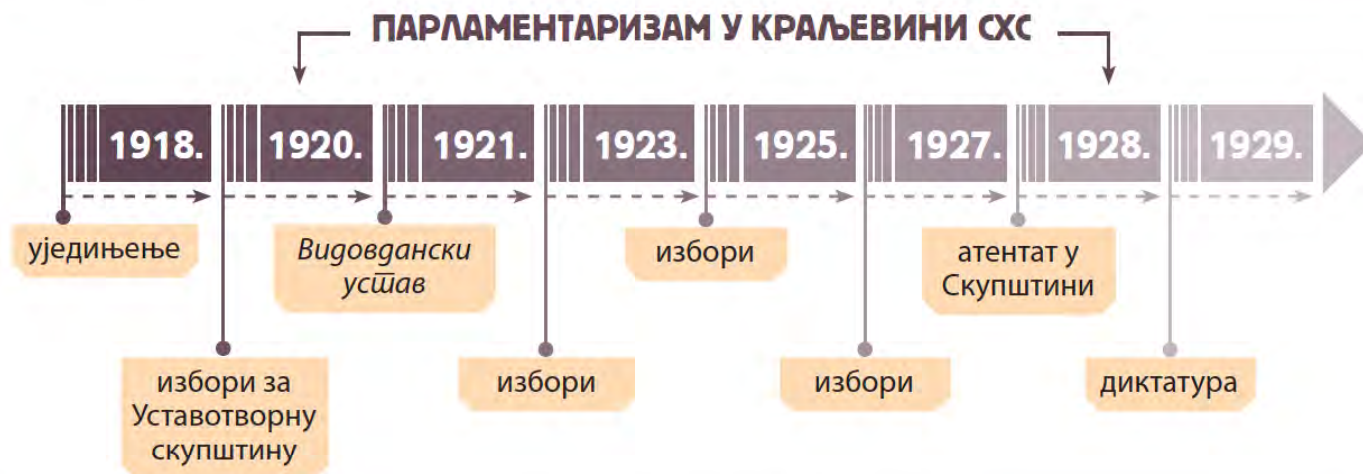 ПАРЛАМЕНТАРИЗАМ У КРАЉЕВИНИ СХС
1918. 1920. 1921. 1923. 1925. 1927. 1928. 1929.
уједињење
избори за
Уставотворну
скупштину
Видовдански
устав
избори
избори
избори
атентат у
Скупштини
диктатура